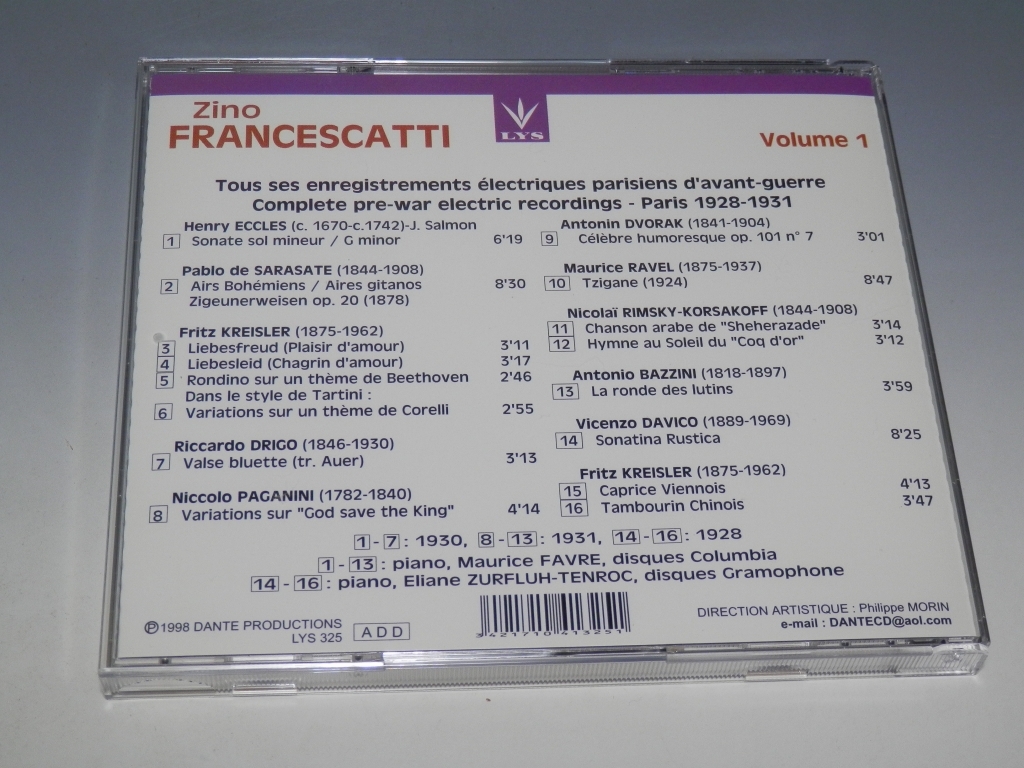 Zino
FRANCESCATTI
LYS
Volume 1
Tous ses enregistrements électriques parisiens d'avant-guerre
Complete pre-war electric recordings - Paris 1928-1931
Henry ECCLES (c. 1670-c.1742)-J. Salmon
1 Sonate sol mineur / G minor 6'19
Pablo de SARASATE (1844-1908)
2 Airs Bohémiens / Aires gitanos 8'30
Zigeunerweisen op. 20 (1878)
Fritz KREISLER (1875-1962)
3 Liebesfreud (Plaisir d'amour) 3'11
4 Liebesleid (Chagrin d'amour) 3'17
5 Rondino sur un thème de Beethoven 2'46
Dans le style de Tartini :
6 Variations sur un thème de Corelli 2'55
Riccardo DRIGO (1846-1930)
7 Valse bluette (tr. Auer) 3'13
Niccolo PAGANINI (1782-1840)
8 Variations sur "God save the King" 4'14
Antonin DVORAK (1841-1904)
9 Célèbre humoresque op. 101 n° 7 3'01
Maurice RAVEL (1875-1937)
10 Tzigane (1924) 8'47
Nicolaï RIMSKY-KORSAKOFF (1844-1908)
11 Chanson arabe de "Sheherazade" 3'14
12 Hymne au Soleil du "Coq d'or" 3'12
Antonio BAZZINI (1818-1897)
13 La ronde des lutins 3'59
Vicenzo DAVICO (1889-1969)
14 Sonatina Rustica 8'25
Fritz KREISLER (1875-1962)
15 Caprice Viennois 4'13
16 Tambourin Chinois 3'47
1 - 7 : 1930, 8 - 13 : 1931, 14 - 16 : 1928
1 - 13 : piano, Maurice FAVRE, disques Columbia
14 - 16 : piano, Eliane ZURFLUH-TENROC, disques Gramophone
℗1998 DANTE PRODUCTIONS
LYS 325
ADD
3 421710 413251
DIRECTION ARTISTIQUE : Philippe MORIN
e-mail : DANTECD@aol.com